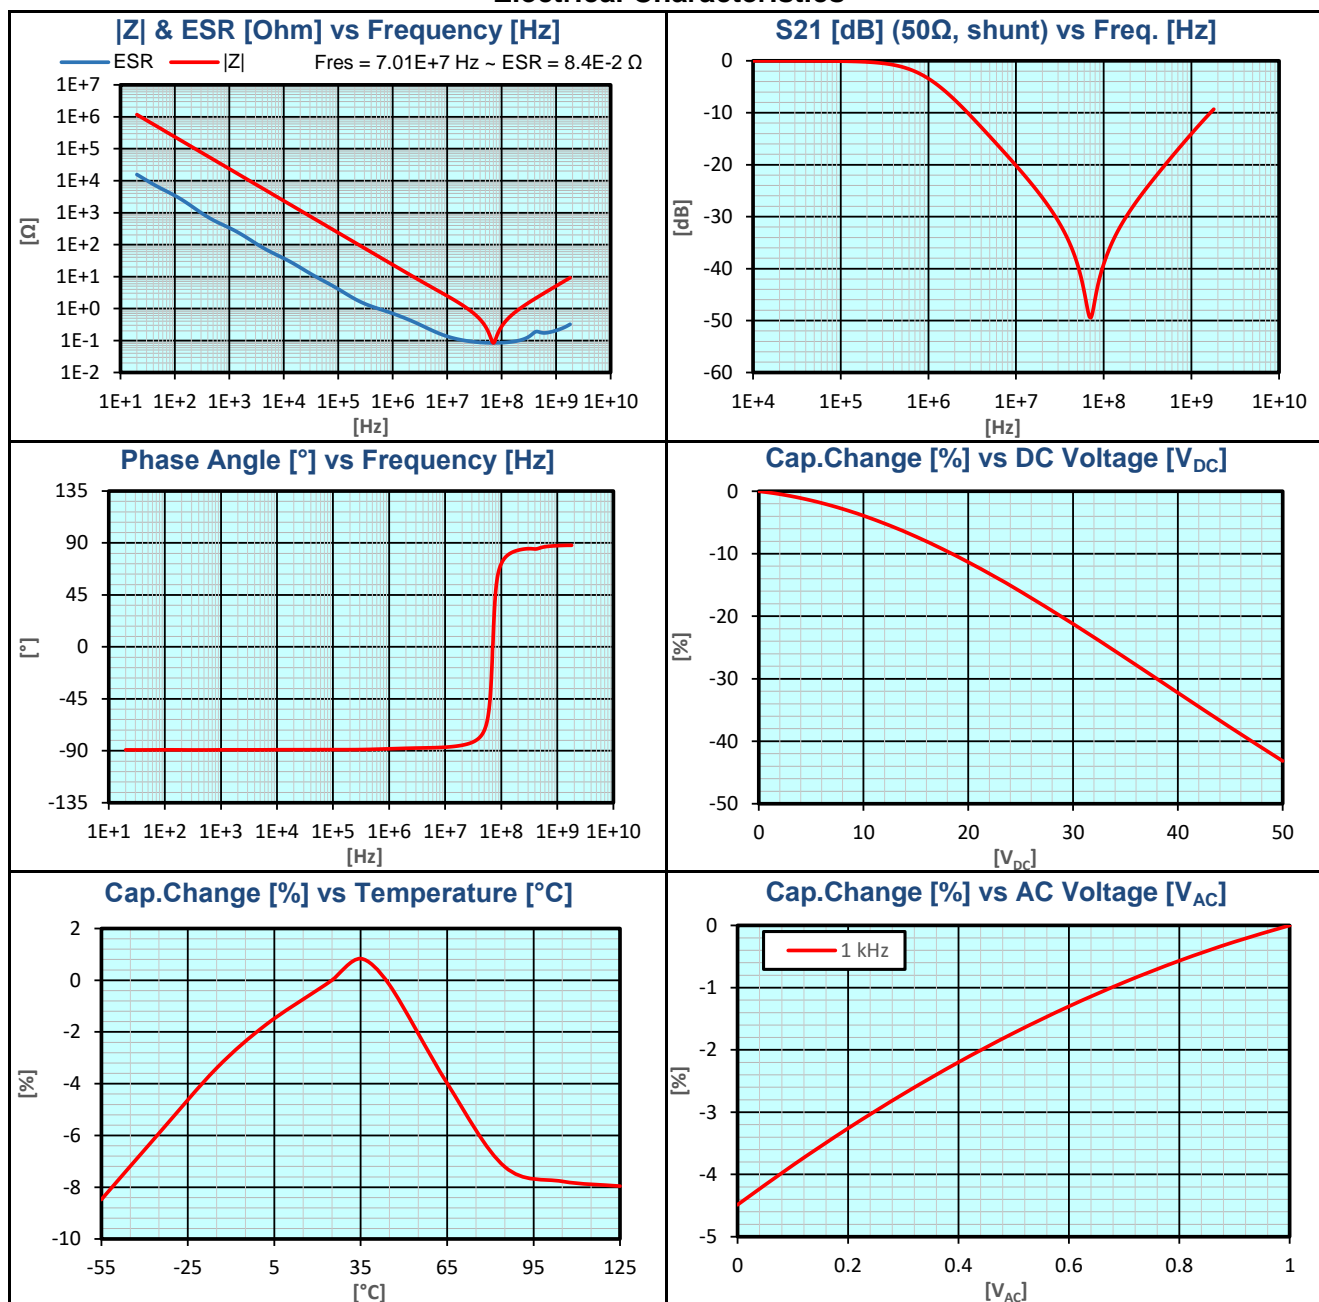 |Z| & ESR [Ohm] vs Frequency [Hz]
ESR |Z| Fres = 7.01E+7 Hz ~ ESR = 8.4E-2 Ω
1E+7
1E+6
1E+5
1E+4
1E+3
1E+2
1E+1
1E+0
1E-1
1E-2
[Ω]
1E+1 1E+2 1E+3 1E+4 1E+5 1E+6 1E+7 1E+8 1E+9 1E+10
[Hz]
S21 [dB] (50Ω, shunt) vs Freq. [Hz]
0
-10
-20
-30
-40
-50
-60
[dB]
1E+4 1E+5 1E+6 1E+7 1E+8 1E+9 1E+10
[Hz]
Phase Angle [°] vs Frequency [Hz]
135
90
45
0
-45
-90
-135
[°]
1E+1 1E+2 1E+3 1E+4 1E+5 1E+6 1E+7 1E+8 1E+9 1E+10
[Hz]
Cap.Change [%] vs DC Voltage [VDC]
0
-10
-20
-30
-40
-50
[%]
0 10 20 30 40 50
[VDC]
Cap.Change [%] vs Temperature [°C]
2
0
-2
-4
-6
-8
-10
[%]
-55 -25 5 35 65 95 125
[°C]
Cap.Change [%] vs AC Voltage [VAC]
1 kHz
0
-1
-2
-3
-4
-5
[%]
0 0.2 0.4 0.6 0.8 1
[VAC]